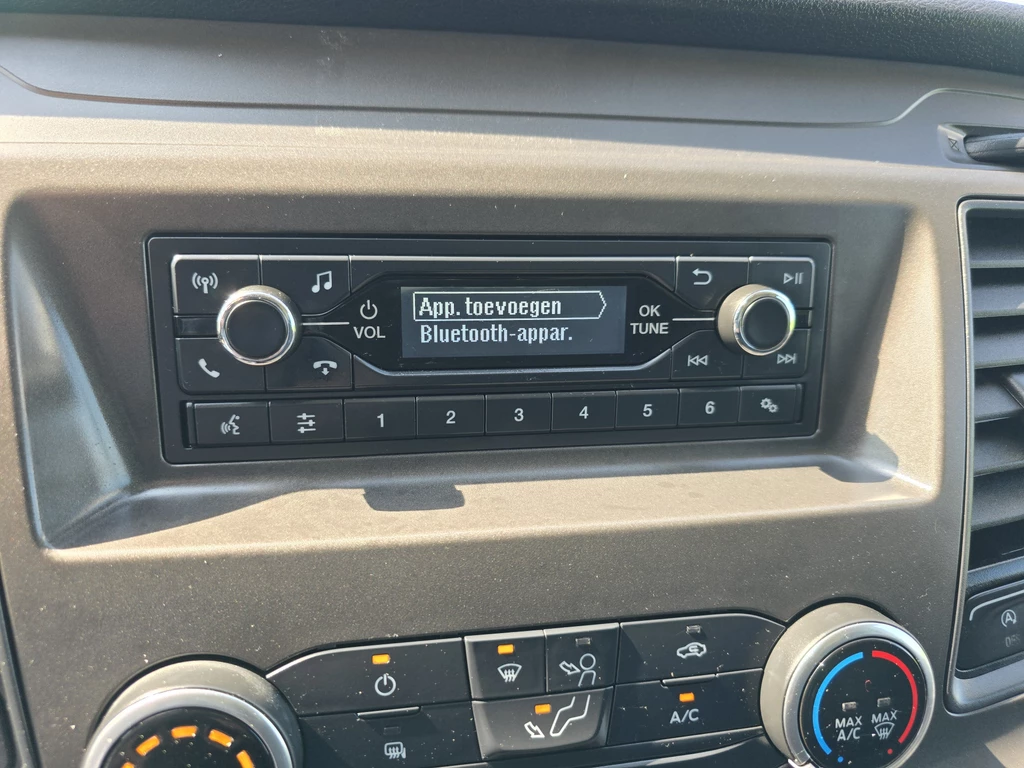 App. toevoegen
Bluetooth-appar.
VOL
OK
TUNE
1 2 3 4 5 6
A/C
MAX A/C
MAX